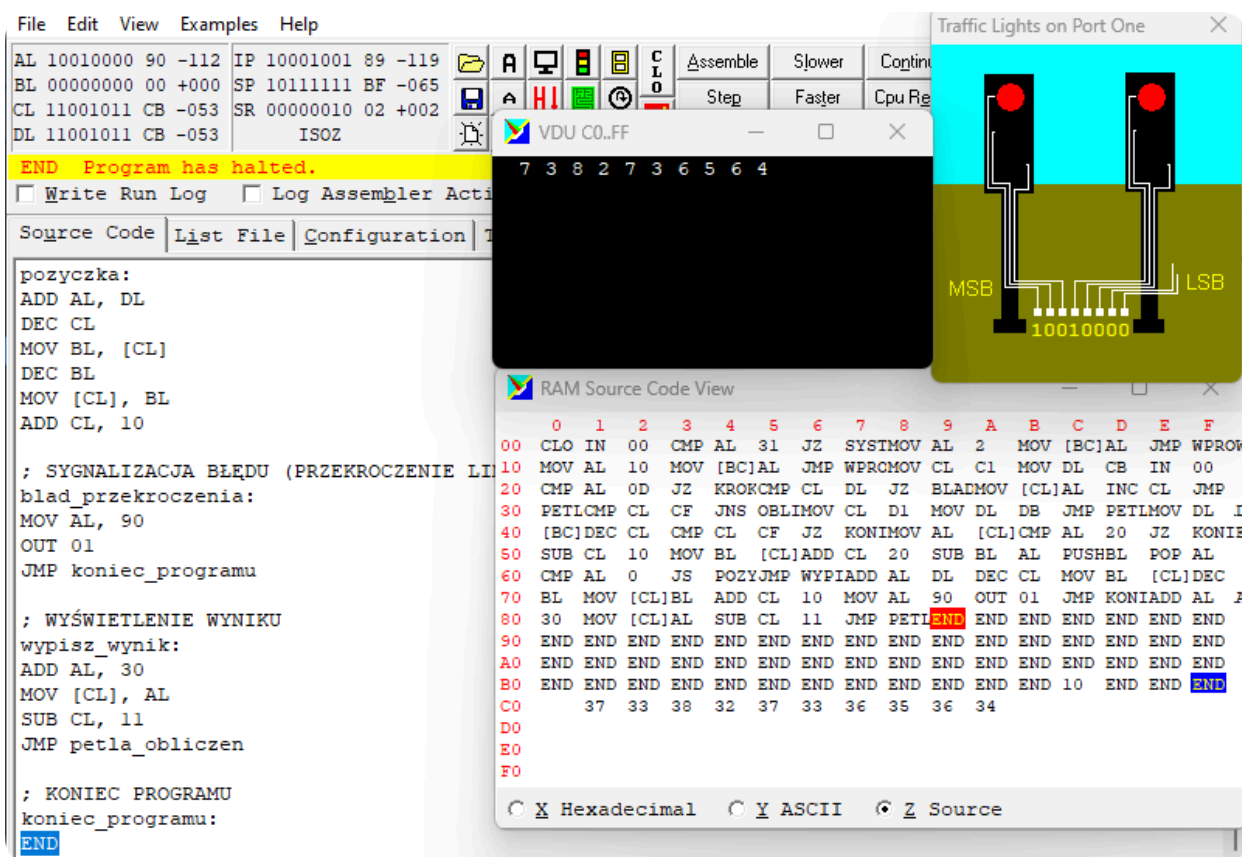 File Edit View Examples Help
AL 10010000 90 -112 IP 10001001 89 -119
BL 00000000 00 +000 SP 10111111 BF -065
CL 11001011 CB -053 SR 00000010 02 +002
DL 11001011 CB -053 ISOZ
A
A
C
L
0
Assemble Slower
Step Faster
END Program has halted.
Write Run Log Log Assembler
Source Code List File Configuration
pozyczka:
ADD AL, DL
DEC CL
MOV BL, [CL]
DEC BL
MOV [CL], BL
ADD CL, 10
; SYGNALIZACJA BŁĘDU (PRZEKROCZENIE
blad_przekroczenia:
MOV AL, 90
OUT 01
JMP koniec_programu
; WYŚWIETLENIE WYNIKU
wypisz_wynik:
ADD AL, 30
MOV [CL], AL
SUB CL, 11
JMP petla_obliczen
; KONIEC PROGRAMU
koniec_programu:
END
VDU C0..FF
7 3 8 2 7 3 6 5 6 4
Traffic Lights on Port One
MSB LSB
10010000
RAM Source Code View
0 1 2 3 4 5 6 7 8 9 A B C D E F
00 CLO IN 00 CMP AL 31 JZ SYSTMOV AL 2 MOV [BC]AL JMP WPROW
10 MOV AL 10 MOV [BC]AL JMP WPROMOV CL C1 MOV DL CB IN 00
20 CMP AL 0D JZ KROKCMP CL DL JZ BLADMOV [CL]AL INC CL JMP
30 PETLCMP CL CF JNS OBLIMOV CL D1 MOV DL DB JMP PETLMOV DL
40 [BC]DEC CL CMP CL CF JZ KONIMOV AL [CL]CMP AL 20 JZ KONIE
50 SUB CL 10 MOV BL [CL]ADD CL 20 SUB BL AL PUSHBL POP AL
60 CMP AL 0 JS POZYJMP WYPIADD AL DL DEC CL MOV BL [CL]DEC
70 BL MOV [CL]BL ADD CL 10 MOV AL 90 OUT 01 JMP KONIADD AL
80 30 MOV [CL]AL SUB CL 11 JMP PETLEND END END END END END END
90 END END END END END END END END END END END END END END END END
A0 END END END END END END END END END END END END END END END END
B0 END END END END END END END END END END END END 10 END END END
C0 37 33 38 32 37 33 36 35 36 34
D0
E0
F0
X Hexadecimal Y ASCII Z Source